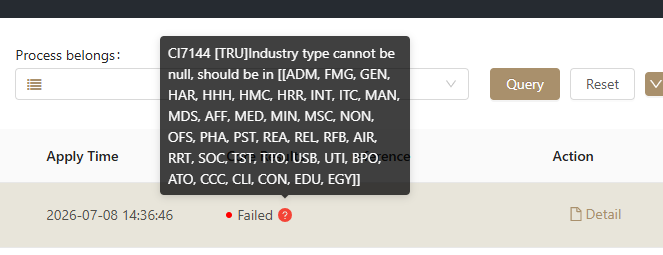 Process belongs:
CI7144 [TRU]Industry type cannot be
null, should be in [[ADM, FMG, GEN,
HAR, HHH, HMC, HRR, INT, ITC, MAN,
MDS, AFF, MED, MIN, MSC, NON,
OFS, PHA, PST, REA, REL, RFB, AIR,
RRT, SOC, TST, TTO, USB, UTI, BPO,
ATO, CCC, CLI, CON, EDU, EGY]]
Query
Reset
Apply Time
Action
2026-07-08 14:36:46
Failed
?
Detail